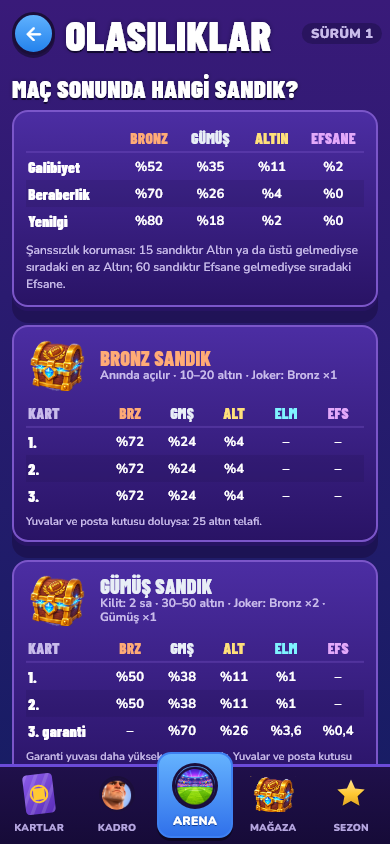 OLASILIKLAR
SÜRÜM 1
MAÇ SONUNDA HANGİ SANDIK?
BRONZ GÜMÜŞ ALTIN EFSANE
Galibiyet %52 %35 %11 %2
Beraberlik %70 %26 %4 %0
Yenilgi %80 %18 %2 %0
Şanssızlık koruması: 15 sandıktır Altın ya da üstü gelmediyse
sıradaki en az Altın; 60 sandıktır Efsane gelmediyse sıradaki
Efsane.
BRONZ SANDIK
Anında açılır · 10–20 altın · Joker: Bronz ×1
KART BRZ GMŞ ALT ELM EFS
1. %72 %24 %4 – –
2. %72 %24 %4 – –
3. %72 %24 %4 – –
Yuvalar ve posta kutusu doluysa: 25 altın telafi.
GÜMÜŞ SANDIK
Kilit: 2 sa · 30–50 altın · Joker: Bronz ×2 ·
Gümüş ×1
KART BRZ GMŞ ALT ELM EFS
1. %50 %38 %11 %1 –
2. %50 %38 %11 %1 –
3. garanti – %70 %26 %3,6 %0,4
Garanti yuvası daha yüksek Yuvalar ve posta kutusu
KARTLAR KADRO ARENA MAĞAZA SEZON